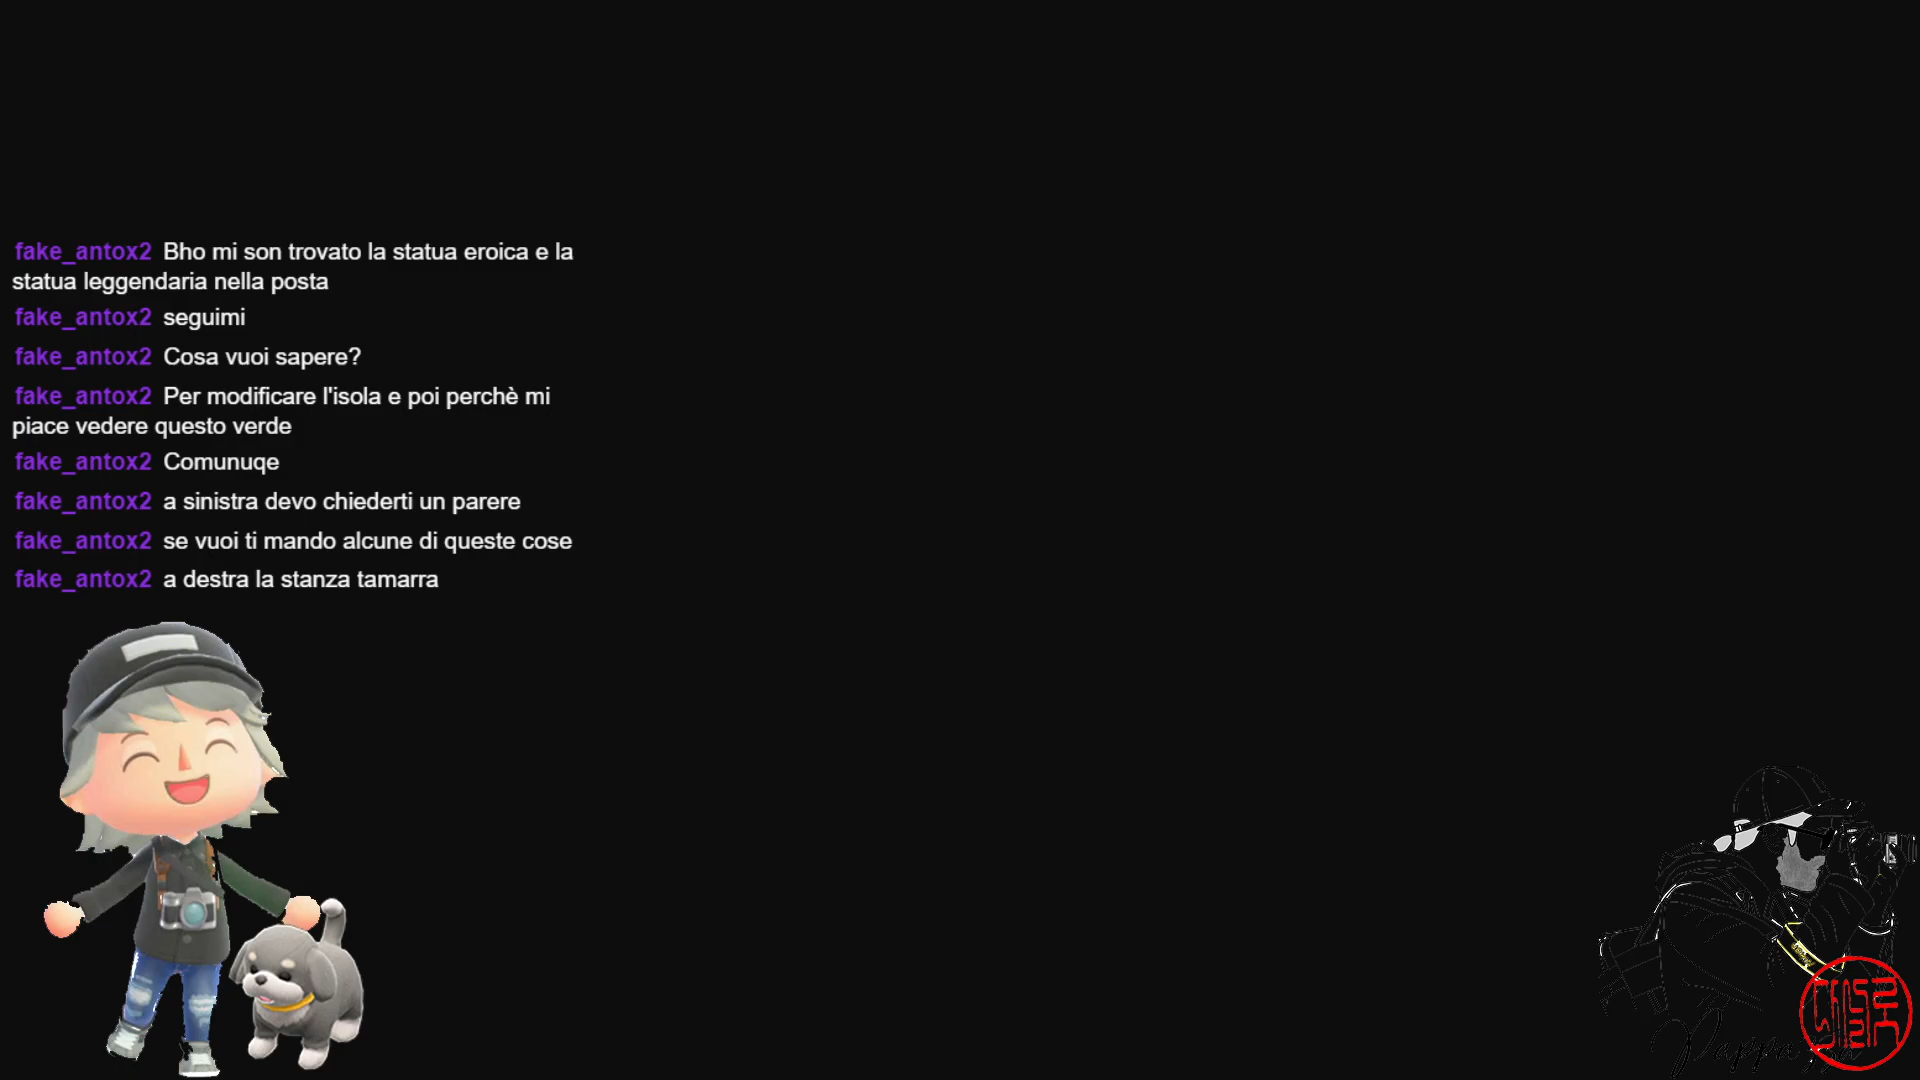 fake_antox2 Bho mi son trovato la statua eroica e la
statua leggendaria nella posta
fake_antox2 seguimi
fake_antox2 Cosa vuoi sapere?
fake_antox2 Per modificare l'isola e poi perchè mi
piace vedere questo verde
fake_antox2 Comunuqe
fake_antox2 a sinistra devo chiederti un parere
fake_antox2 se vuoi ti mando alcune di queste cose
fake_antox2 a destra la stanza tamarra